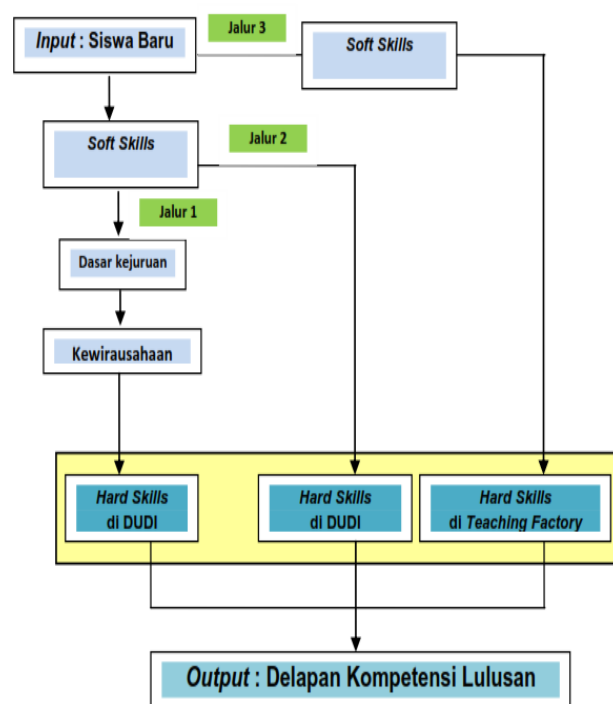 Input : Siswa Baru
Jalur 3
Soft Skills
Soft Skills
Jalur 2
Jalur 1
Dasar kejuruan
Kewirausahaan
Hard Skills
di DUDI
Hard Skills
di DUDI
Hard Skills
di Teaching Factory
Output : Delapan Kompetensi Lulusan